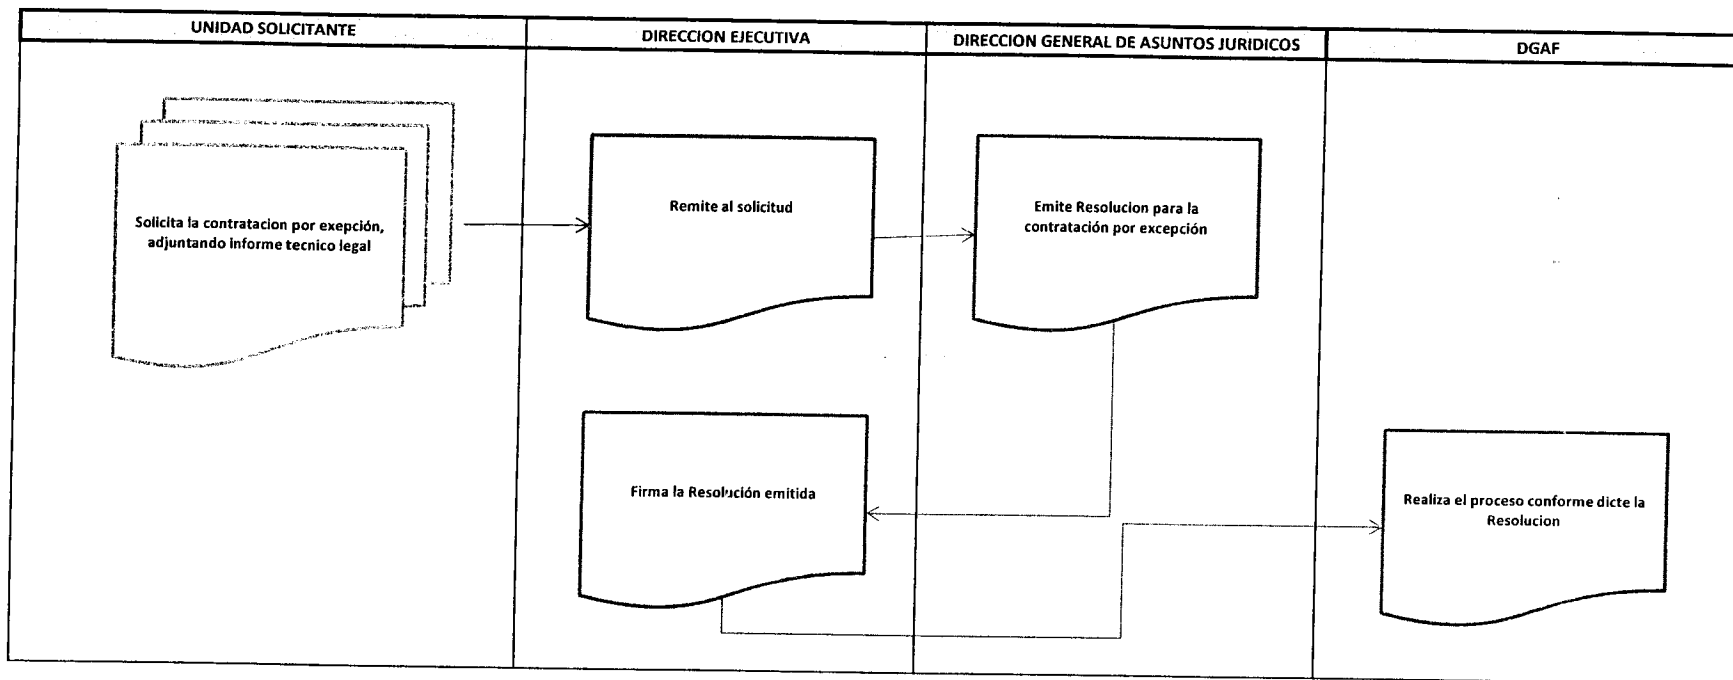 UNIDAD SOLICITANTE
DIRECCION EJECUTIVA
DIRECCION GENERAL DE ASUNTOS JURIDICOS
DGAF
Solicita la contratacion por exepción,
adjuntando informe tecnico legal
Remite al solicitud
Emite Resolucion para la
contratación por excepción
Firma la Resolución emitida
Realiza el proceso conforme dicte la
Resolucion